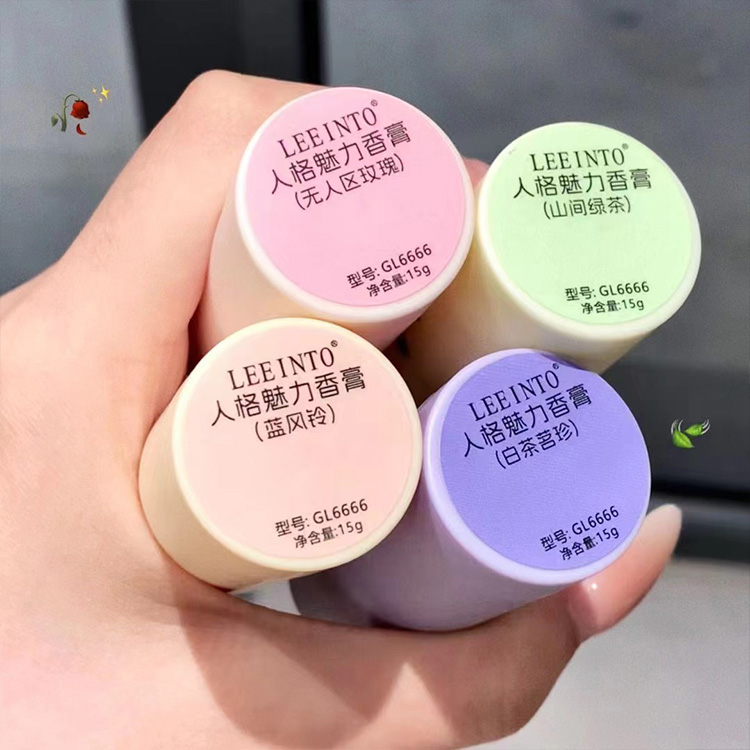 LEEINTO®
人格魅力香膏
(无人区玫瑰)
型号: GL6666
净含量:15g
LEEINTO®
人格魅力香膏
(山间绿茶)
型号: GL6666
净含量:15g
LEEINTO®
人格魅力香膏
(蓝风铃)
型号: GL6666
净含量:15g
LEEINTO®
人格魅力香膏
(白茶茗珍)
型号: GL6666
净含量:15g